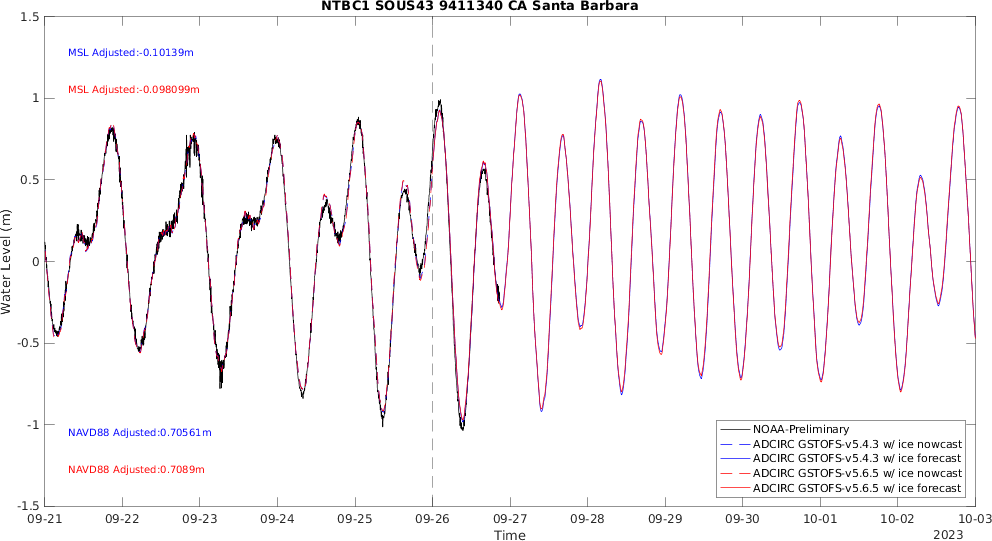 NTBC1 SOUS43 9411340 CA Santa Barbara
1.5
1
0.5
0
-0.5
-1
-1.5
Water Level (m)
MSL Adjusted:-0.10139m
MSL Adjusted:-0.098099m
NAVD88 Adjusted:0.70561m
NAVD88 Adjusted:0.7089m
NOAA-Preliminary
ADCIRC GSTOFS-v5.4.3 w/ ice nowcast
ADCIRC GSTOFS-v5.4.3 w/ ice forecast
ADCIRC GSTOFS-v5.6.5 w/ ice nowcast
ADCIRC GSTOFS-v5.6.5 w/ ice forecast
09-21 09-22 09-23 09-24 09-25 09-26 09-27 09-28 09-29 09-30 10-01 10-02 10-03
Time
2023